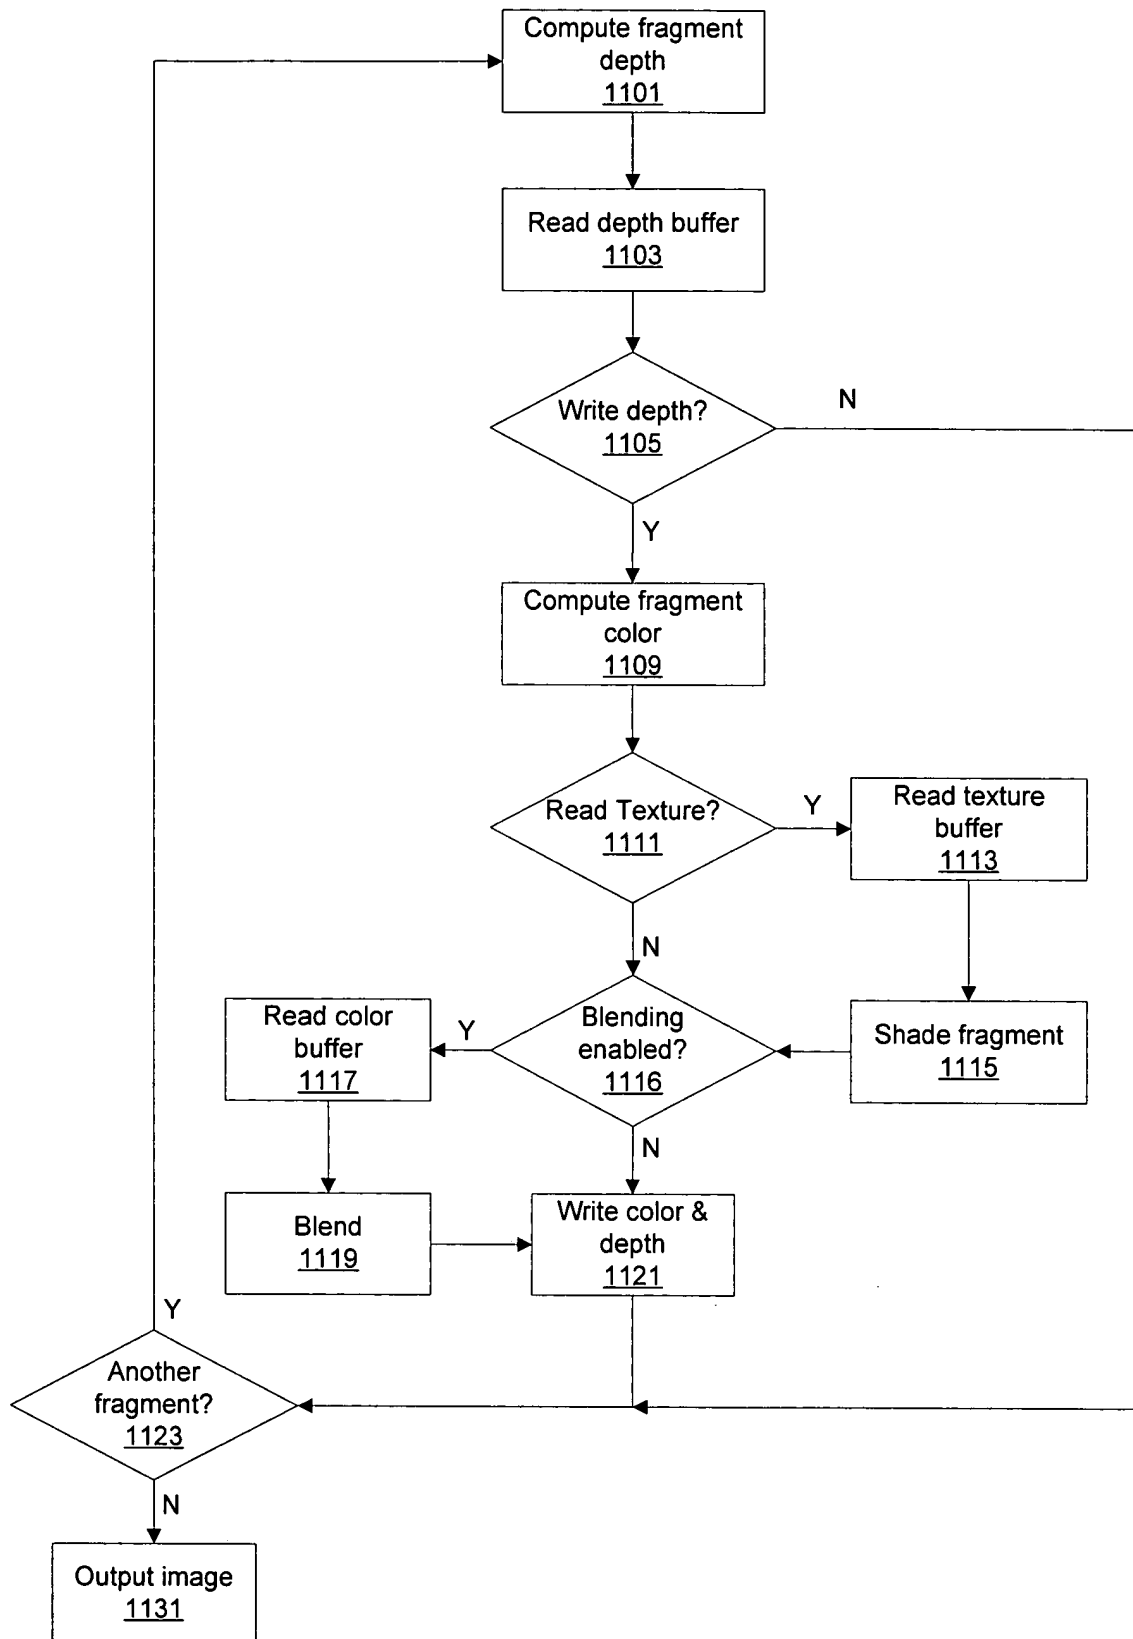 Compute fragment
depth
1101
Read depth buffer
1103
Write depth?
1105
N
Y
Compute fragment
color
1109
Read Texture?
1111
Y
Read texture
buffer
1113
N
Read color
buffer
1117
Y
Blending
enabled?
1116
Shade fragment
1115
N
Blend
1119
Write color &
depth
1121
Y
Another
fragment?
1123
N
Output image
1131